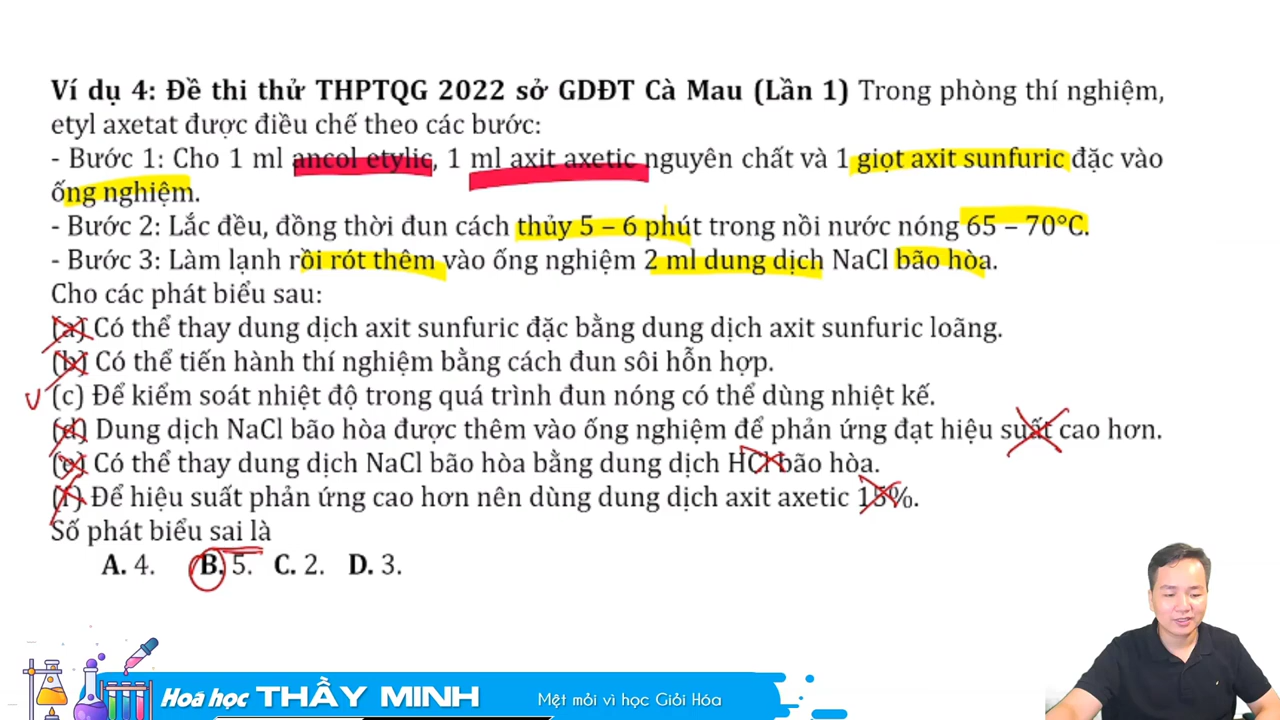 Ví dụ 4: Đề thi thử THPTQG 2022 sở GDĐT Cà Mau (Lần 1) Trong phòng thí nghiệm,
etyl axetat được điều chế theo các bước:
- Bước 1: Cho 1 ml ancol etylic, 1 ml axit axetic nguyên chất và 1 giọt axit sunfuric đặc vào
ống nghiệm.
- Bước 2: Lắc đều, đồng thời đun cách thủy 5 – 6 phút trong nồi nước nóng 65 – 70°C.
- Bước 3: Làm lạnh rồi rót thêm vào ống nghiệm 2 ml dung dịch NaCl bão hòa.
Cho các phát biểu sau:
(a) Có thể thay dung dịch axit sunfuric đặc bằng dung dịch axit sunfuric loãng.
(b) Có thể tiến hành thí nghiệm bằng cách đun sôi hỗn hợp.
(c) Để kiểm soát nhiệt độ trong quá trình đun nóng có thể dùng nhiệt kế.
(d) Dung dịch NaCl bão hòa được thêm vào ống nghiệm để phản ứng đạt hiệu suất cao hơn.
(e) Có thể thay dung dịch NaCl bão hòa bằng dung dịch HCl bão hòa.
(f) Để hiệu suất phản ứng cao hơn nên dùng dung dịch axit axetic 15%.
Số phát biểu sai là
A. 4. B. 5. C. 2. D. 3.
Hoá học THẦY MINH Mệt mỏi vì học Giỏi Hóa